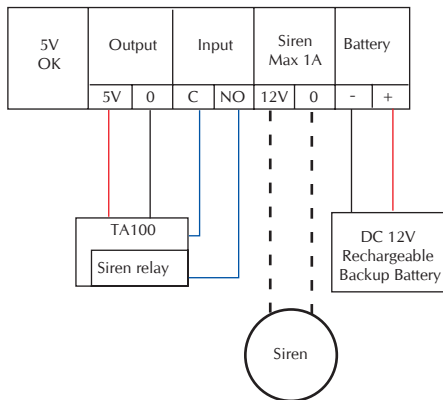 5V
OK
Output
Input
Siren
Max 1A
Battery
5V
0
C
NO
12V
0
-
+
TA100
Siren relay
DC 12V
Rechargeable
Backup Battery
Siren